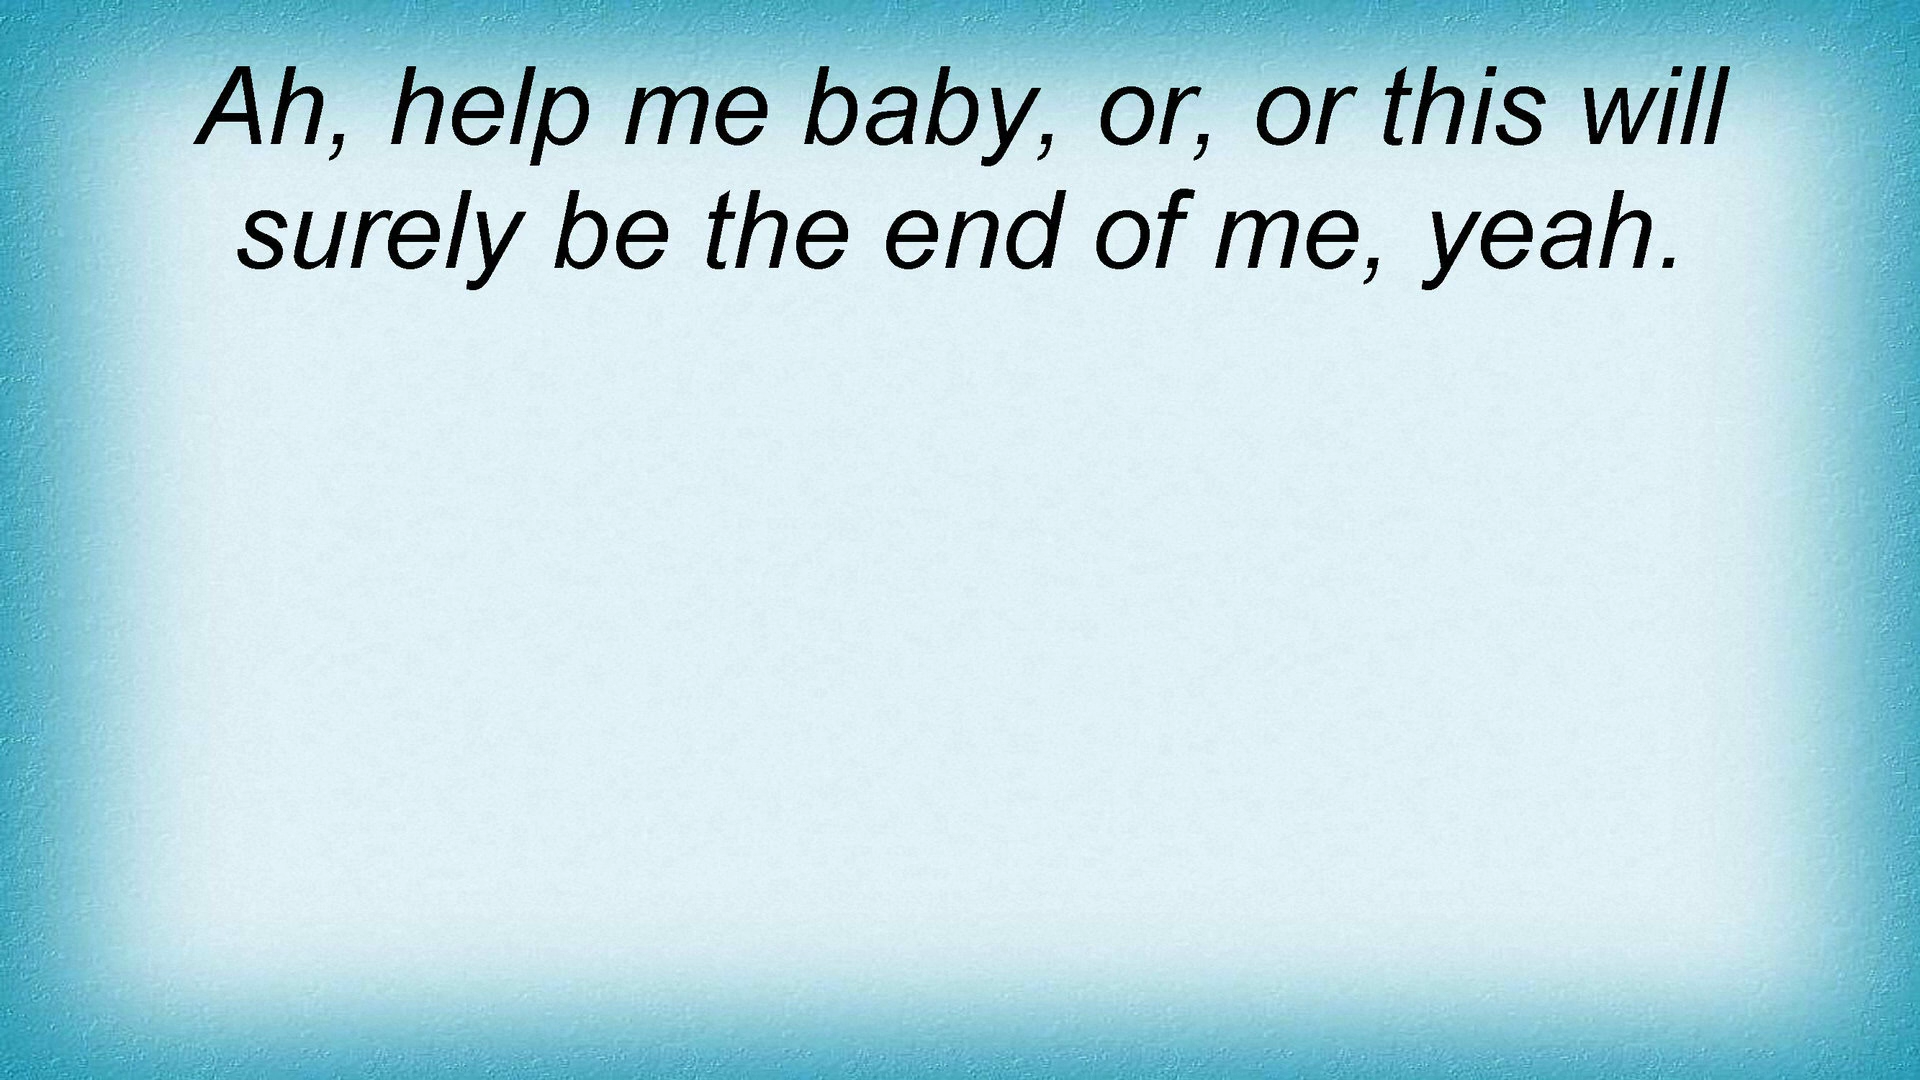 Ah, help me baby, or, or this will
surely be the end of me, yeah.